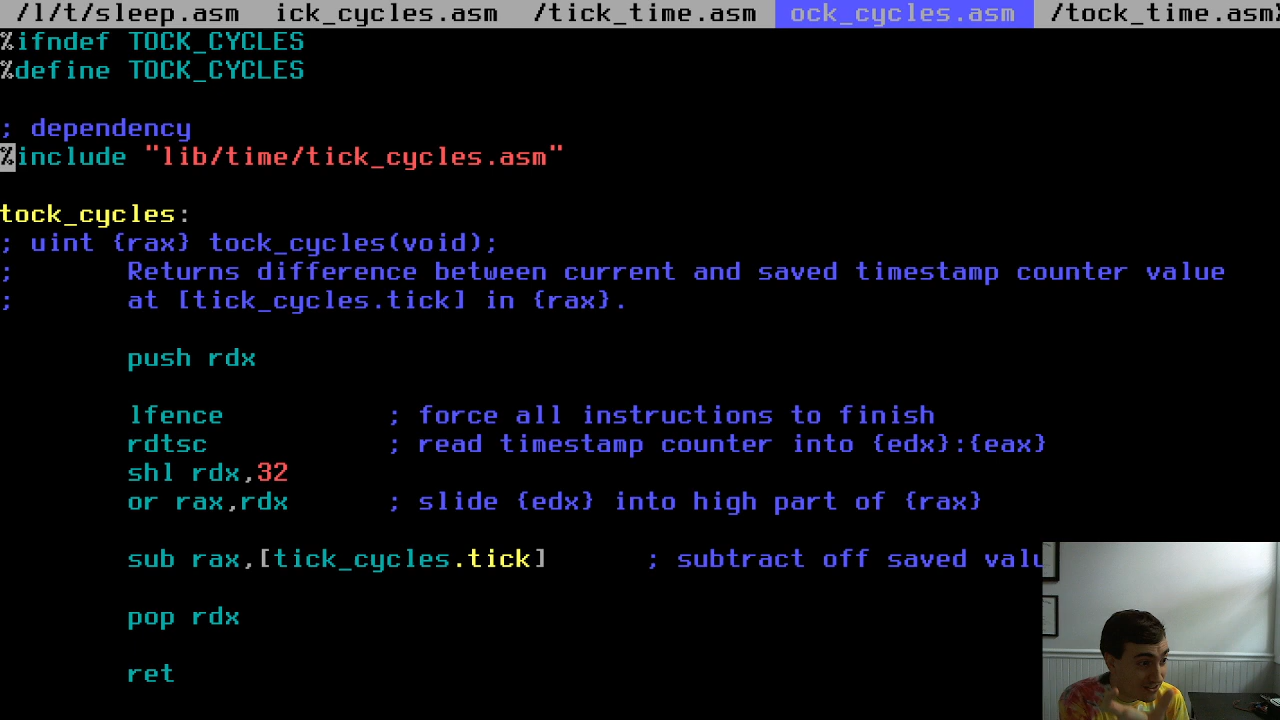 /l/t/sleep.asm ick_cycles.asm /tick_time.asm ock_cycles.asm /tock_time.asm
%ifndef TOCK_CYCLES
%define TOCK_CYCLES
; dependency
%include "lib/time/tick_cycles.asm"
tock_cycles:
; uint {rax} tock_cycles(void);
; Returns difference between current and saved timestamp counter value
; at [tick_cycles.tick] in {rax}.
push rdx
lfence ; force all instructions to finish
rdtsc ; read timestamp counter into {edx}:{eax}
shl rdx,32
or rax,rdx ; slide {edx} into high part of {rax}
sub rax,[tick_cycles.tick] ; subtract off saved valu
pop rdx
ret